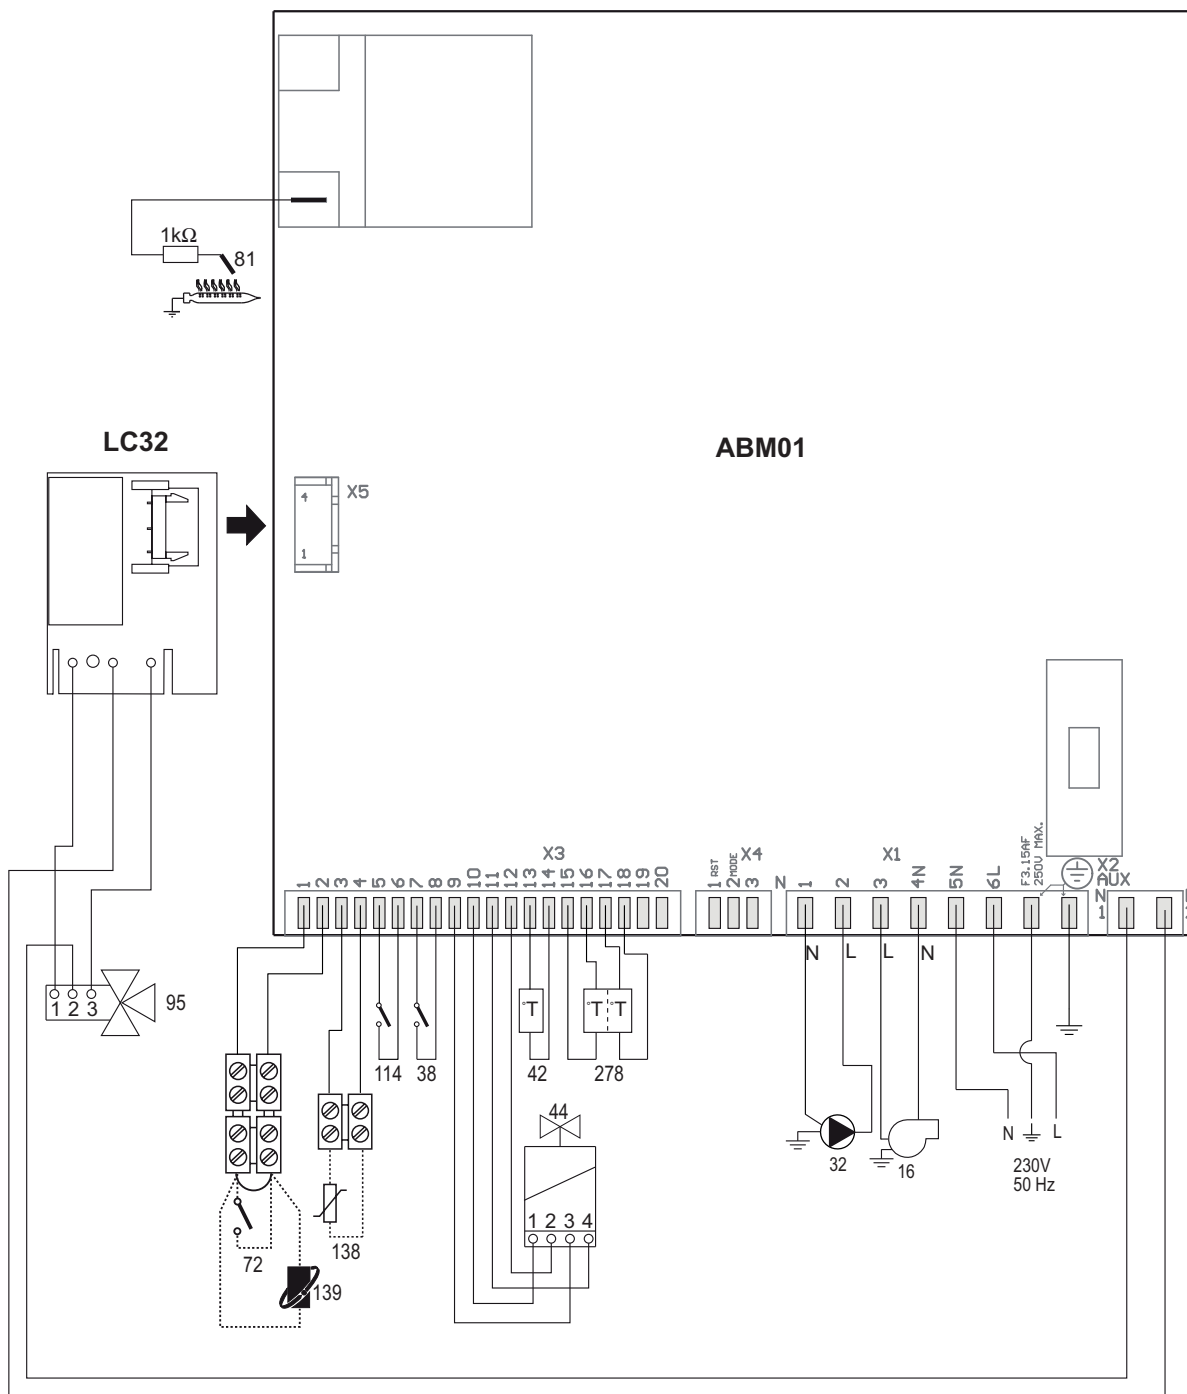 1kΩ
81
LC32
ABM01
X5
4
1
X3
X4
X1
F3.15AF
250V MAX.
X2
AUX
N
1
1 2 3 4 5 6 7 8 9 10 11 12 13 14 15 16 17 18 19 20
1 RST
2 MODE
3
N
1 2 3 4N 5N 6L
N L L N
1 2 3
95
°T
°T °T
114
38
42
278
44
N L
32
16
230V
50 Hz
1 2 3 4
72
138
139